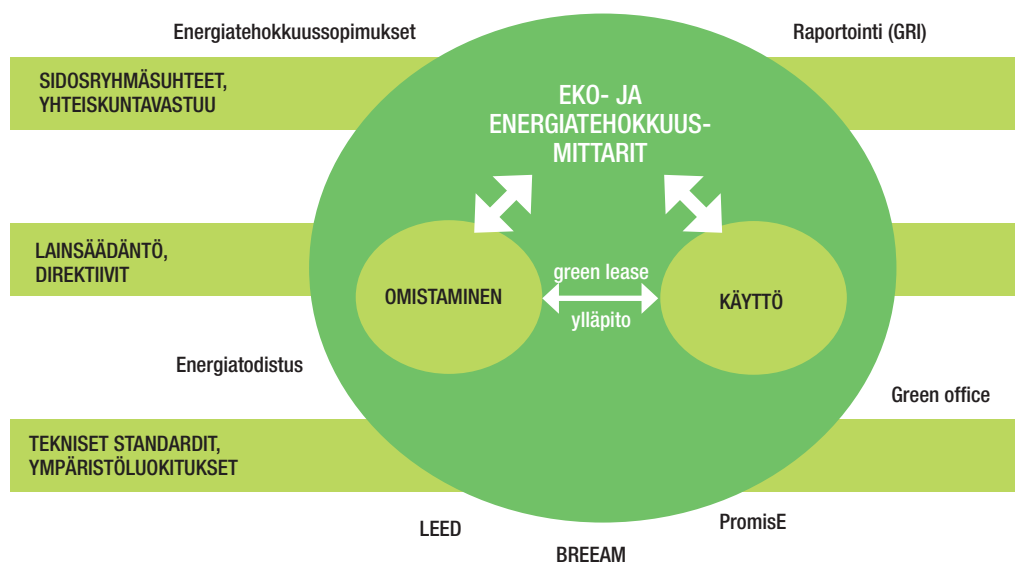 Energiatehokkuussopimukset
Raportointi (GRI)
SIDOSRYHMÄSUHTEET,
YHTEISKUNTAVASTUU
EKO- JA
ENERGIATEHOKKUUS-
MITTARIT
LAINSÄÄDÄNTÖ,
DIREKTIIVIT
OMISTAMINEN
green lease
ylläpito
KÄYTTÖ
Energiatodistus
Green office
TEKNISET STANDARDIT,
YMPÄRISTÖLUOKITUKSET
LEED
BREEAM
PromisE